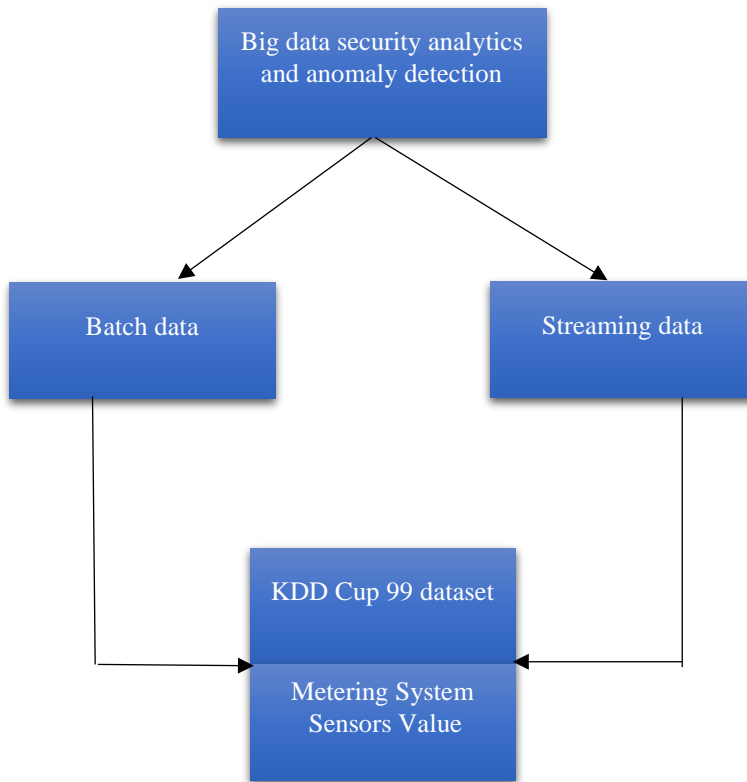 Big data security analytics
and anomaly detection
Batch data
Streaming data
KDD Cup 99 dataset
Metering System
Sensors Value